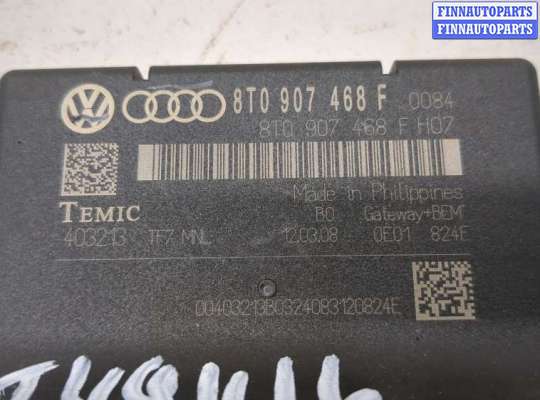 FINNAUTOPARTS
FINNAUTOPARTS
8T0 907 468 F 0084
8T0 907 468 F H07
Made in Philippines
TEMIC B0 Gateway+BEM
403213 TF7 MNL 12.03.08 0E01 824E
00403213B0324083120824E